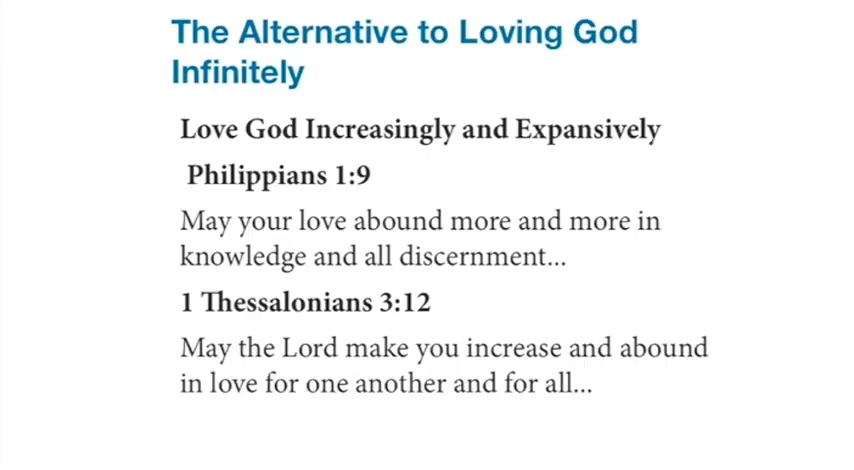 The Alternative to Loving God
Infinitely
Love God Increasingly and Expansively
Philippians 1:9
May your love abound more and more in
knowledge and all discernment...
1 Thessalonians 3:12
May the Lord make you increase and abound
in love for one another and for all...